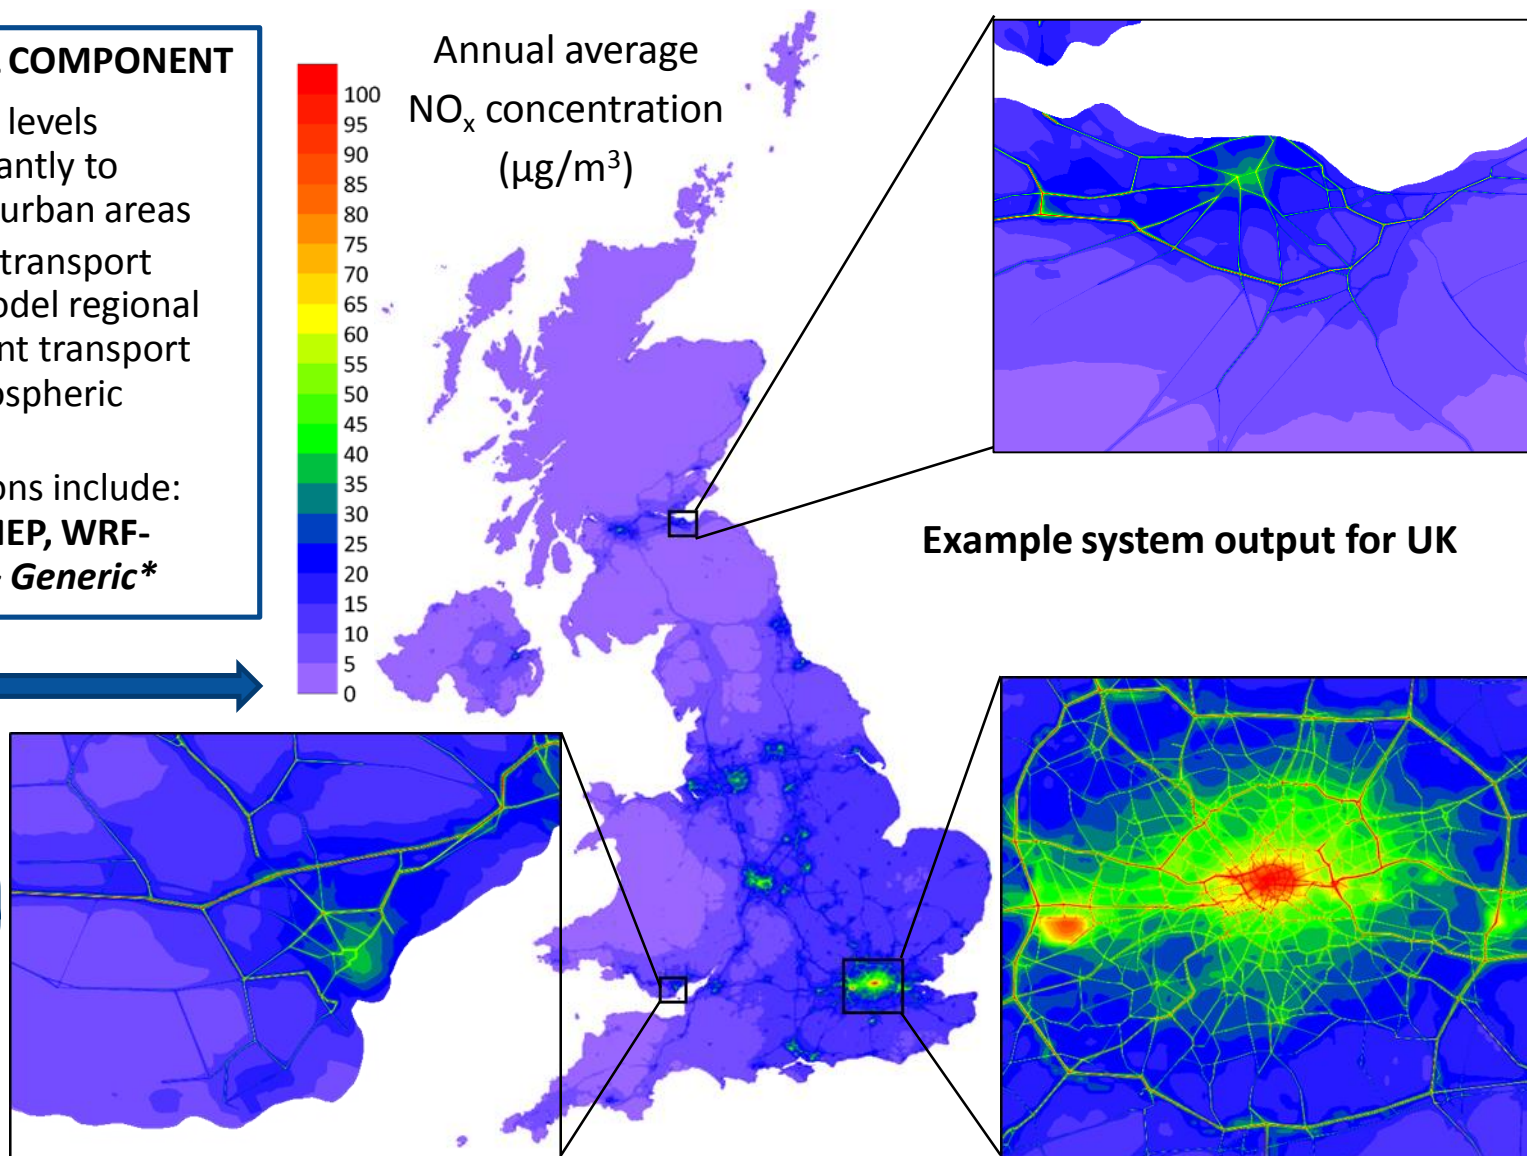 COMPONENT
levels
antly to
urban areas
transport
odel regional
nt transport
ospheric
ons include:
IEP, WRF-
Generic*
Annual average
NOx concentration
(µg/m³)
100
95
90
85
80
75
70
65
60
55
50
45
40
35
30
25
20
15
10
5
0
Example system output for UK